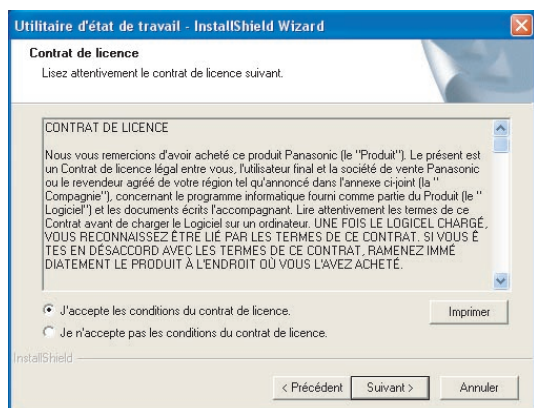 Utilitaire d'état de travail - InstallShield Wizard
Contrat de licence
Lisez attentivement le contrat de licence suivant.
CONTRAT DE LICENCE
Nous vous remercions d'avoir acheté ce produit Panasonic (le "Produit"). Le présent est
un Contrat de licence légal entre vous, l'utilisateur final et la société de vente Panasonic
ou le revendeur agréé de votre région tel qu'annoncé dans l'annexe ci-joint (la "
Compagnie"), concernant le programme informatique fourni comme partie du Produit (le "
Logiciel") et les documents écrits l'accompagnant. Lire attentivement les termes de ce
Contrat avant de charger le Logiciel sur un ordinateur. UNE FOIS LE LOGICEL CHARGÉ,
VOUS RECONNAISSEZ ÊTRE LIÉ PAR LES TERMES DE CE CONTRAT. SI VOUS Ê
TES EN DÉSACCORD AVEC LES TERMES DE CE CONTRAT, RAMENEZ IMMÉ
DIATEMENT LE PRODUIT À L'ENDROIT OÙ VOUS L'AVEZ ACHETÉ.
J'accepte les conditions du contrat de licence.
Imprimer
Je n'accepte pas les conditions du contrat de licence.
InstallShield
< Précédent
Suivant >
Annuler